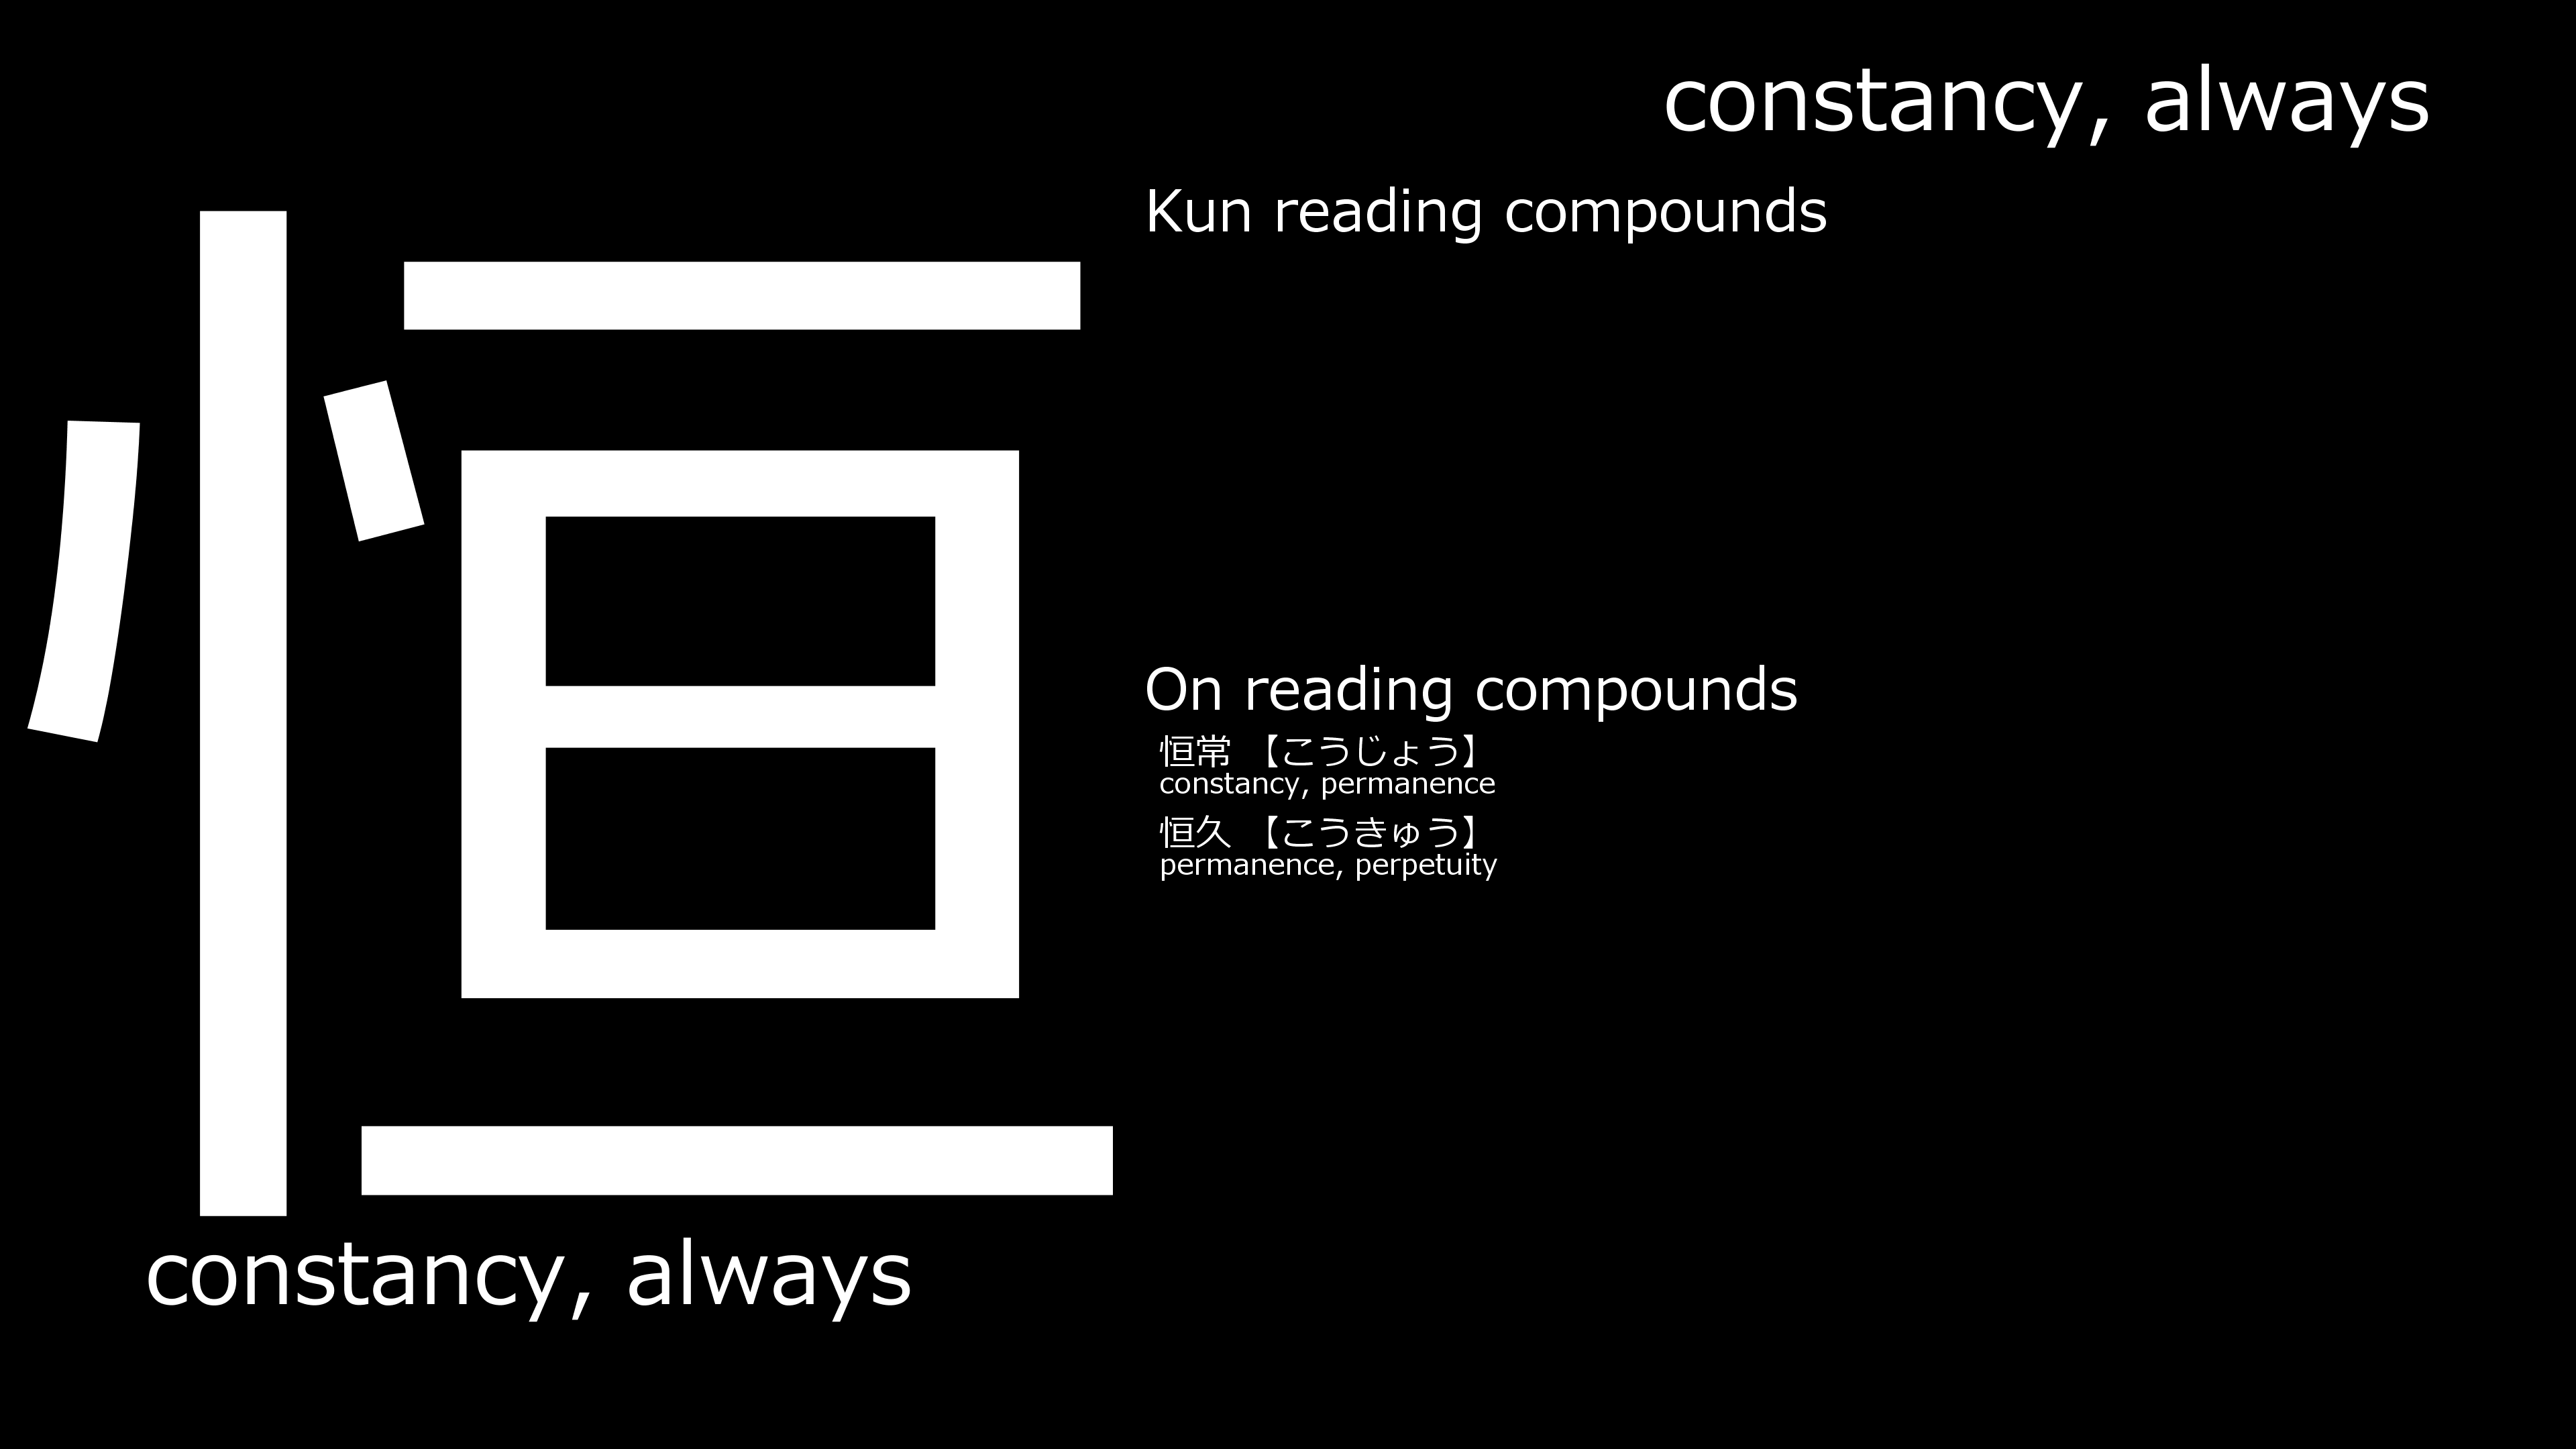 恒
constancy, always
constancy, always
Kun reading compounds
On reading compounds
恒常 【こうじょう】
constancy, permanence
恒久 【こうきゅう】
permanence, perpetuity